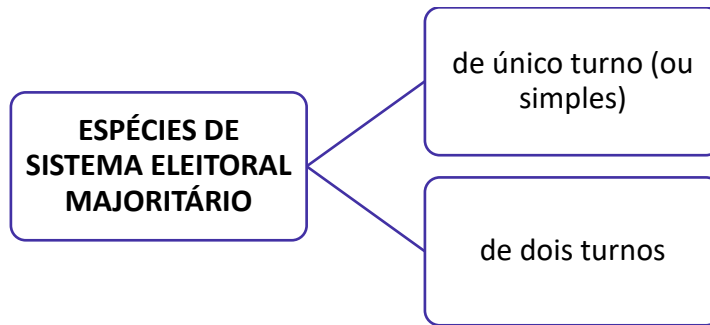 ESPÉCIES DE
SISTEMA ELEITORAL
MAJORITÁRIO
de único turno (ou
simples)
de dois turnos